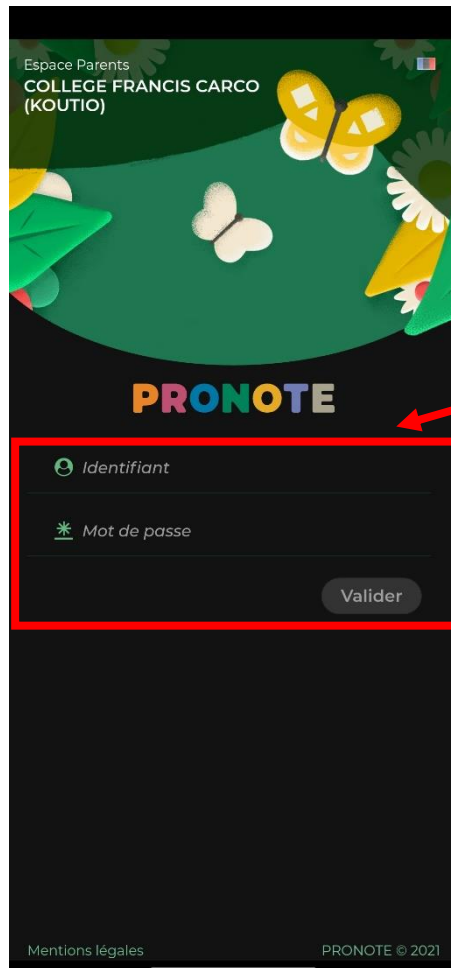 Espace Parents
COLLEGE FRANCIS CARCO
(KOUTIO)
PRONOTE
Identifiant
Mot de passe
Valider
Mentions légales
PRONOTE © 2021